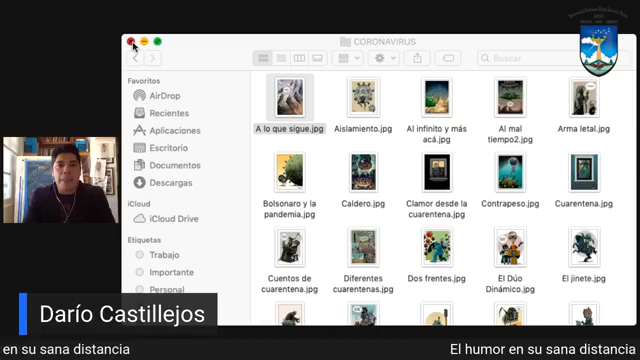 CORONAVIRUS
Buscar
Favoritos
AirDrop
Recientes
Aplicaciones
Escritorio
Documentos
Descargas
iCloud
iCloud Drive
Etiquetas
Trabajo
Importante
Personal
A lo que sigue.jpg
Aislamiento.jpg
Al infinito y más
acá.jpg
Al mal
tiempo2.jpg
Arma letal.jpg
Bolsonaro y la
pandemia.jpg
Caldero.jpg
Clamor desde la
cuarentena.jpg
Contrapeso.jpg
Cuarentena.jpg
Cuentos de
cuarentena.jpg
Diferentes
cuarentenas.jpg
Dos frentes.jpg
El Dúo
Dinámico.jpg
El jinete.jpg
Darío Castillejos
en su sana distancia
El humor en su sana distancia